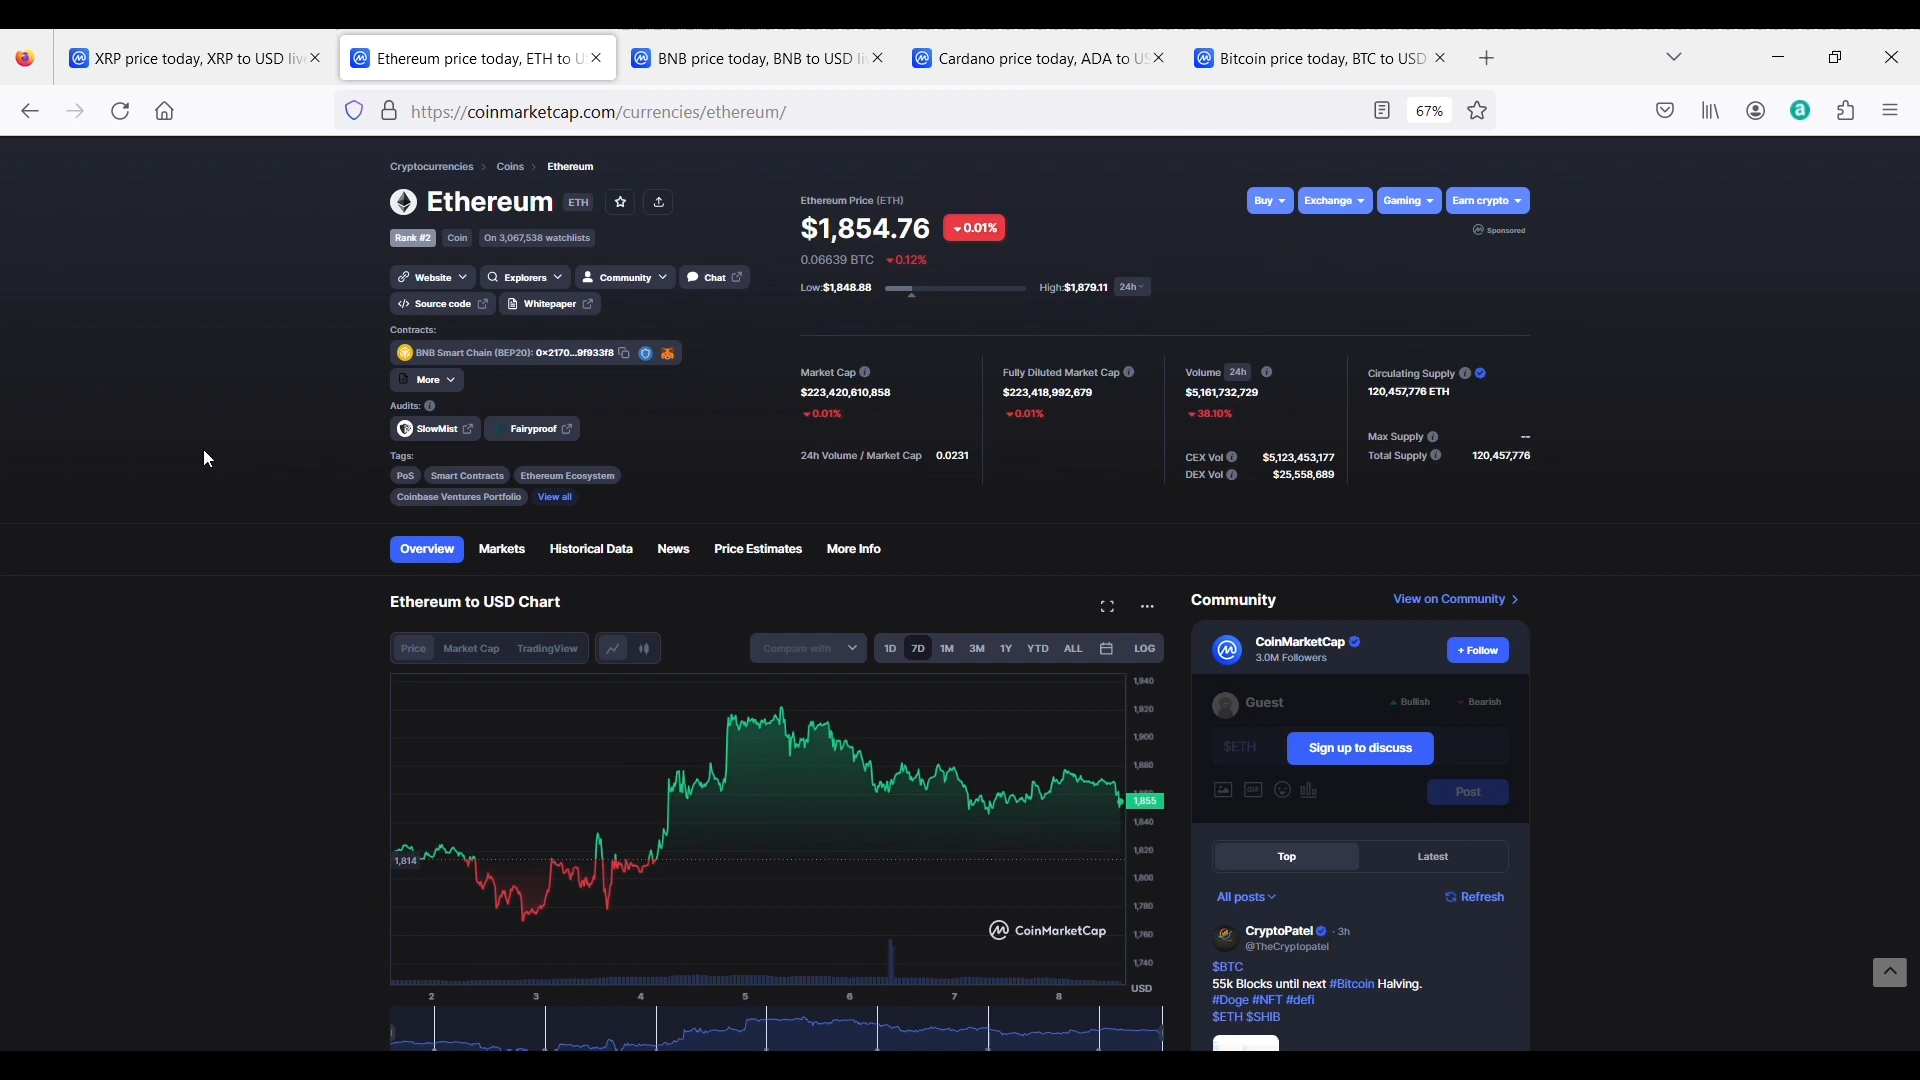 XRP price today, XRP to USD liv
Ethereum price today, ETH to U
BNB price today, BNB to USD li
Cardano price today, ADA to US
Bitcoin price today, BTC to USD
https://coinmarketcap.com/currencies/ethereum/
67%
Cryptocurrencies > Coins > Ethereum
Ethereum ETH
Rank #2 Coin On 3,067,538 watchlists
Website Explorers Community Chat
Source code Whitepaper
Contracts:
BNB Smart Chain (BEP20): 0x2170...9f933f8
More
Audits:
SlowMist Fairyproof
Tags:
PoS Smart Contracts Ethereum Ecosystem
Coinbase Ventures Portfolio View all
Ethereum Price (ETH)
$1,854.76 0.01%
0.06639 BTC 0.12%
Low:$1,848.88 High:$1,879.11 24h
Buy Exchange Gaming Earn crypto
Sponsored
Market Cap
$223,420,610,858
0.01%
24h Volume / Market Cap 0.0231
Fully Diluted Market Cap
$223,418,992,679
0.01%
Volume 24h
$5,161,732,729
38.10%
CEX Vol $5,123,453,177
DEX Vol $25,558,689
Circulating Supply
120,457,776 ETH
Max Supply --
Total Supply 120,457,776
Overview Markets Historical Data News Price Estimates More Info
Ethereum to USD Chart
Price Market Cap TradingView
Compare with
1D 7D 1M 3M 1Y YTD ALL LOG
1,940
1,920
1,900
1,880
1,855
1,840
1,820
1,800
1,780
1,760
1,740
USD
1,814
CoinMarketCap
2 3 4 5 6 7 8
Community View on Community >
CoinMarketCap
3.0M Followers
+ Follow
Guest Bullish Bearish
$ETH
Sign up to discuss
GIF
Post
Top Latest
All posts Refresh
CryptoPatel · 3h
@TheCryptopatel
$BTC
55k Blocks until next #Bitcoin Halving.
#Doge #NFT #defi
$ETH $SHIB